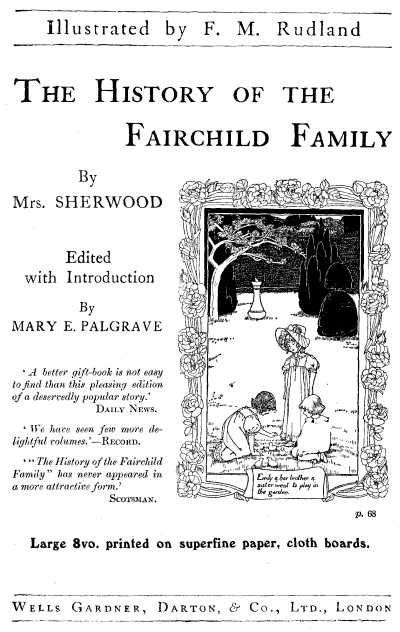 Illustrated by F. M. Rudland
The History of the
Fairchild Family
By
Mrs. SHERWOOD
Edited
with Introduction
By
MARY E. PALGRAVE
' A better gift-book is not easy
to find than this pleasing edition
of a deservedly popular story.'
Daily News.
' We have seen few more de-
lightful volumes.'—Record.
' " The History of the Fairchild
Family" has never appeared in
a more attractive form.'
Scotsman.
Emily & her brother &
sister went to play in
the garden.
p. 68
Large 8vo. printed on superfine paper, cloth boards.
Wells Gardner, Darton, & Co., Ltd., London